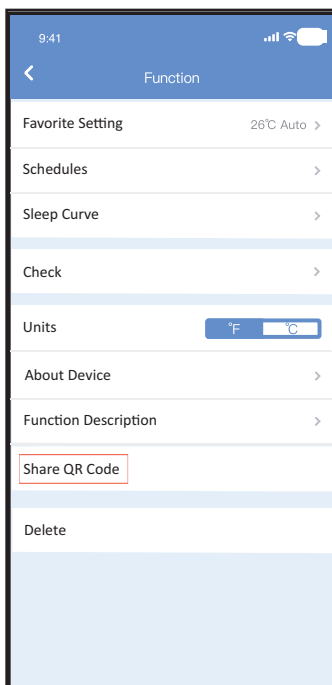 9:41
Function
Favorite Setting 26℃ Auto >
Schedules >
Sleep Curve >
Check >
Units ℉ ℃
About Device >
Function Description >
Share QR Code
Delete